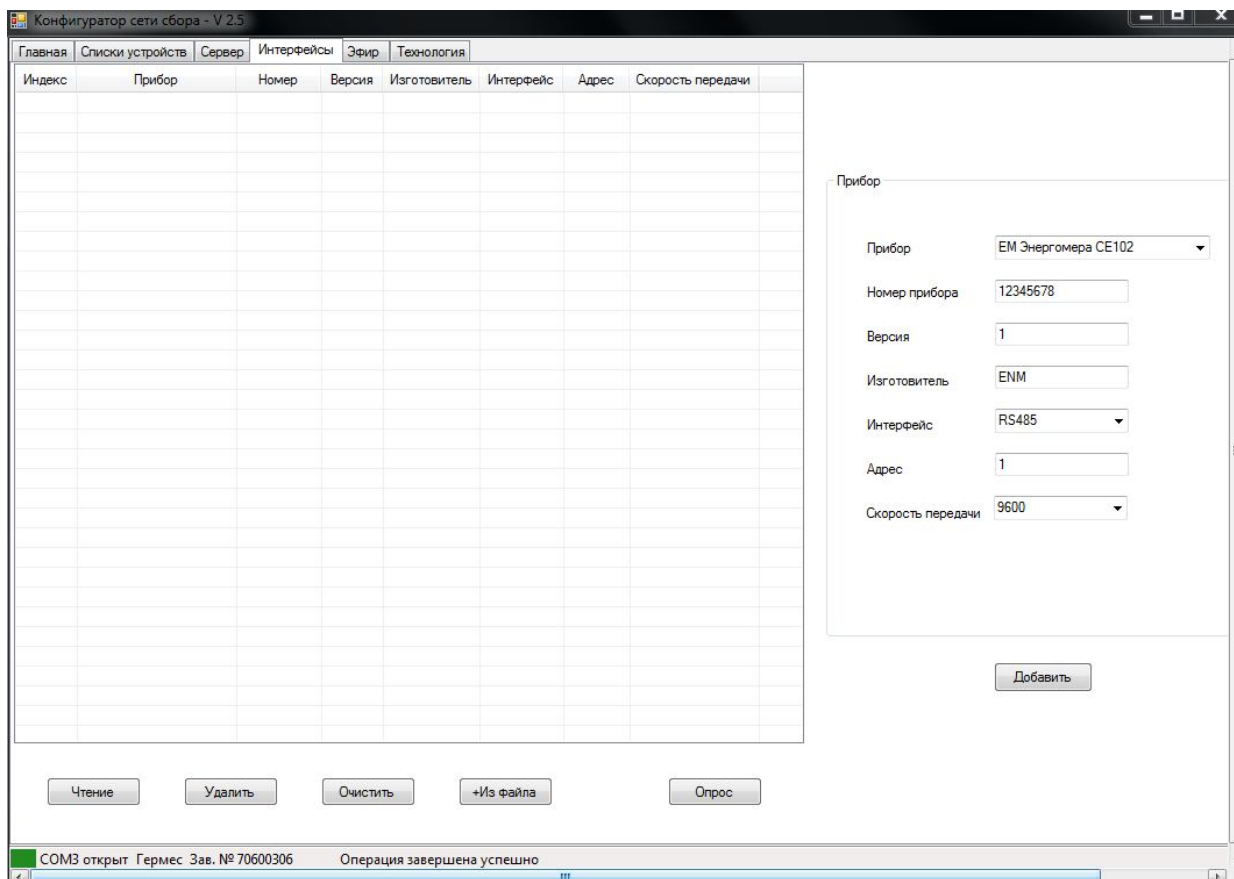 Конфигуратор сети сбора - V 2.5
Главная Списки устройств Сервер Интерфейсы Эфир Технология
Индекс Прибор Номер Версия Изготовитель Интерфейс Адрес Скорость передачи
Прибор
Прибор EM Энергомера CE102
Номер прибора 12345678
Версия 1
Изготовитель ENM
Интерфейс RS485
Адрес 1
Скорость передачи 9600
Добавить
Чтение Удалить Очистить +Из файла Опрос
COM3 открыт Гермес Зав. № 70600306 Операция завершена успешно